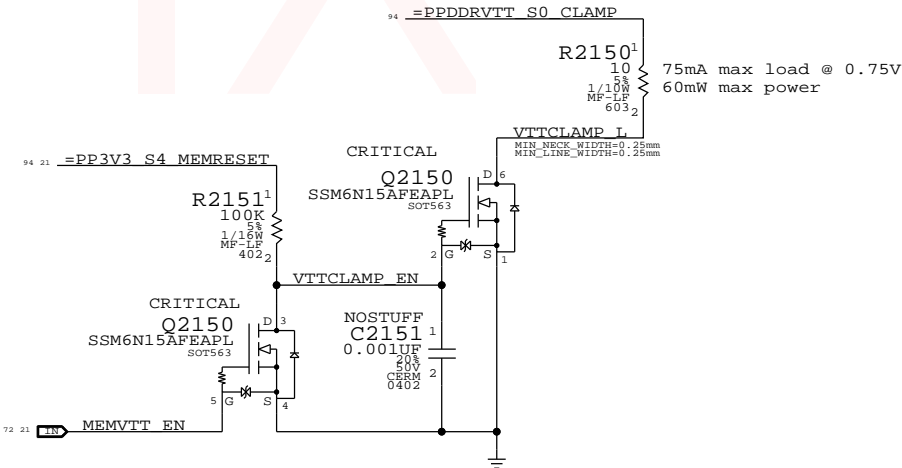 94 =PPDDRVTT_S0_CLAMP
R2150 1
10
5%
1/10W
MF-LF
603 2
75mA max load @ 0.75V
60mW max power
VTTCLAMP_L
MIN_NECK_WIDTH=0.25mm
MIN_LINE_WIDTH=0.25mm
CRITICAL
Q2150
SSM6N15AFEAPL
SOT563
D 6
2 G S 1
94 21 =PP3V3_S4_MEMRESET
R2151 1
100K
5%
1/16W
MF-LF
402 2
VTTCLAMP_EN
CRITICAL
Q2150
SSM6N15AFEAPL
SOT563
D 3
5 G S 4
NOSTUFF
C2151 1
0.001UF
20%
50V
CERM 2
0402
72 21 IN MEMVTT_EN